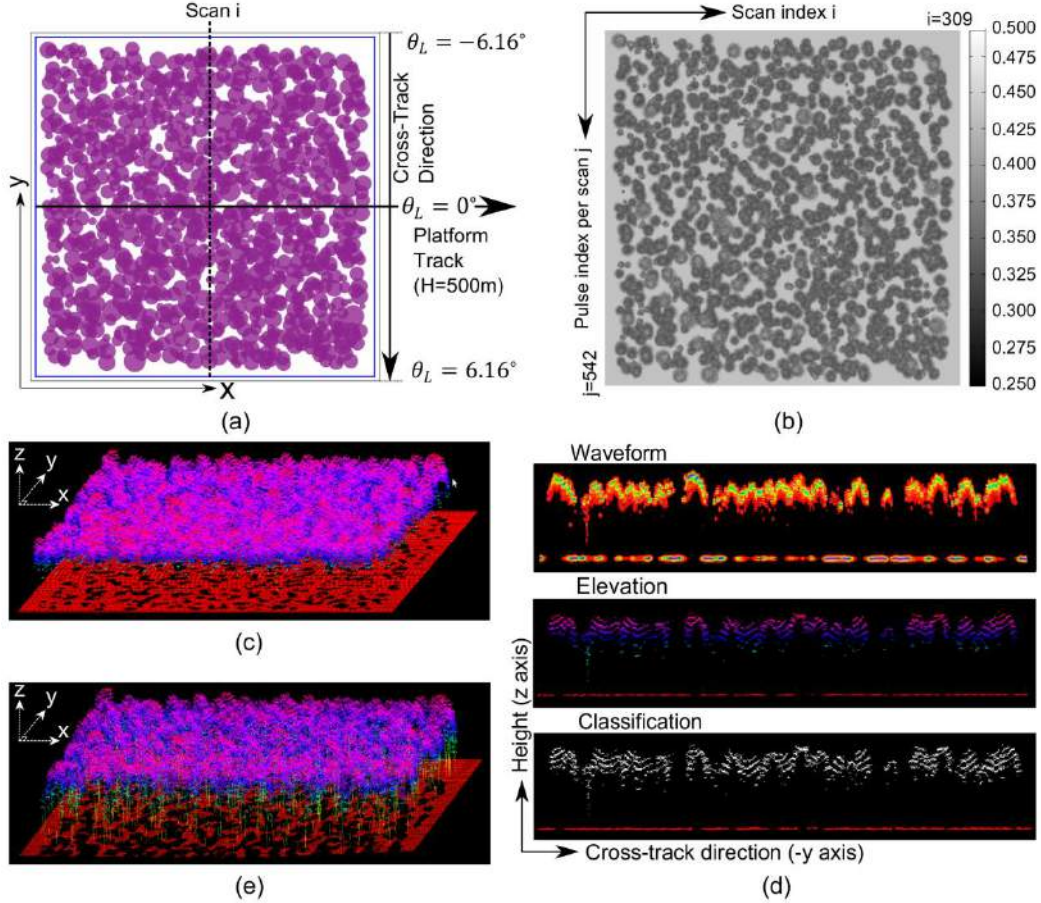 Scan i
θ_L = −6.16°
Cross-Track
Direction
y
θ_L = 0°
Platform
Track
(H=500m)
θ_L = 6.16°
x
(a)
Scan index i
i=309
Pulse index per scan j
j=542
0.500
0.475
0.450
0.425
0.400
0.375
0.350
0.325
0.300
0.275
0.250
(b)
z
y
x
(c)
Waveform
Elevation
Classification
Height (z axis)
Cross-track direction (-y axis)
(d)
z
y
x
(e)